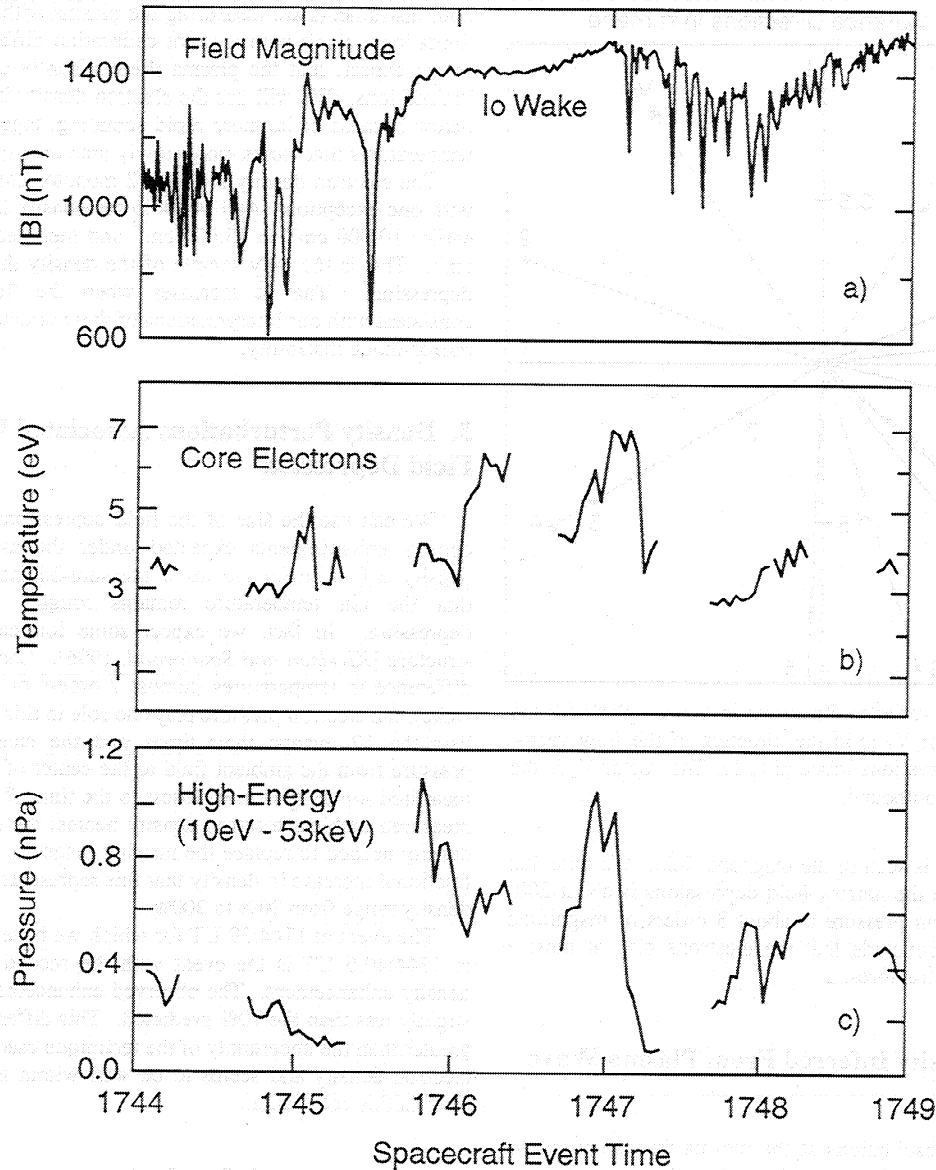 Field Magnitude
1400
Io Wake
|B| (nT)
1000
a)
600
7
Core Electrons
Temperature (eV)
5
3
1
b)
1.2
High-Energy
(10eV - 53keV)
Pressure (nPa)
0.8
0.4
c)
0.0
1744
1745
1746
1747
1748
1749
Spacecraft Event Time